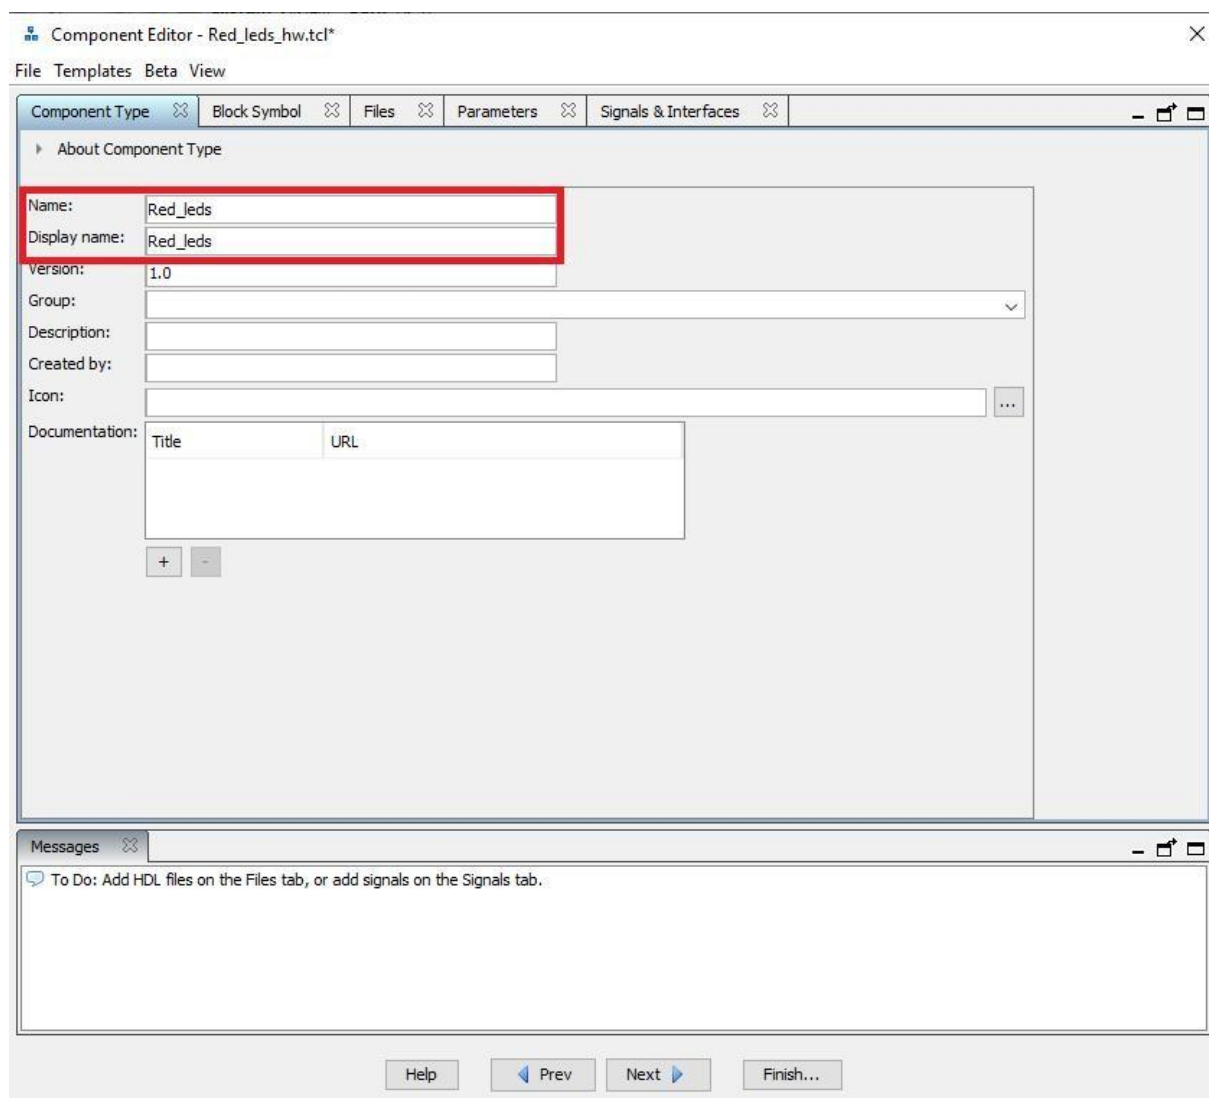 Component Editor - Red_leds_hw.tcl*
File Templates Beta View
Component Type Block Symbol Files Parameters Signals & Interfaces
About Component Type
Name: Red_leds
Display name: Red_leds
Version: 1.0
Group:
Description:
Created by:
Icon: ...
Documentation: Title URL
+ -
Messages
To Do: Add HDL files on the Files tab, or add signals on the Signals tab.
Help Prev Next Finish...